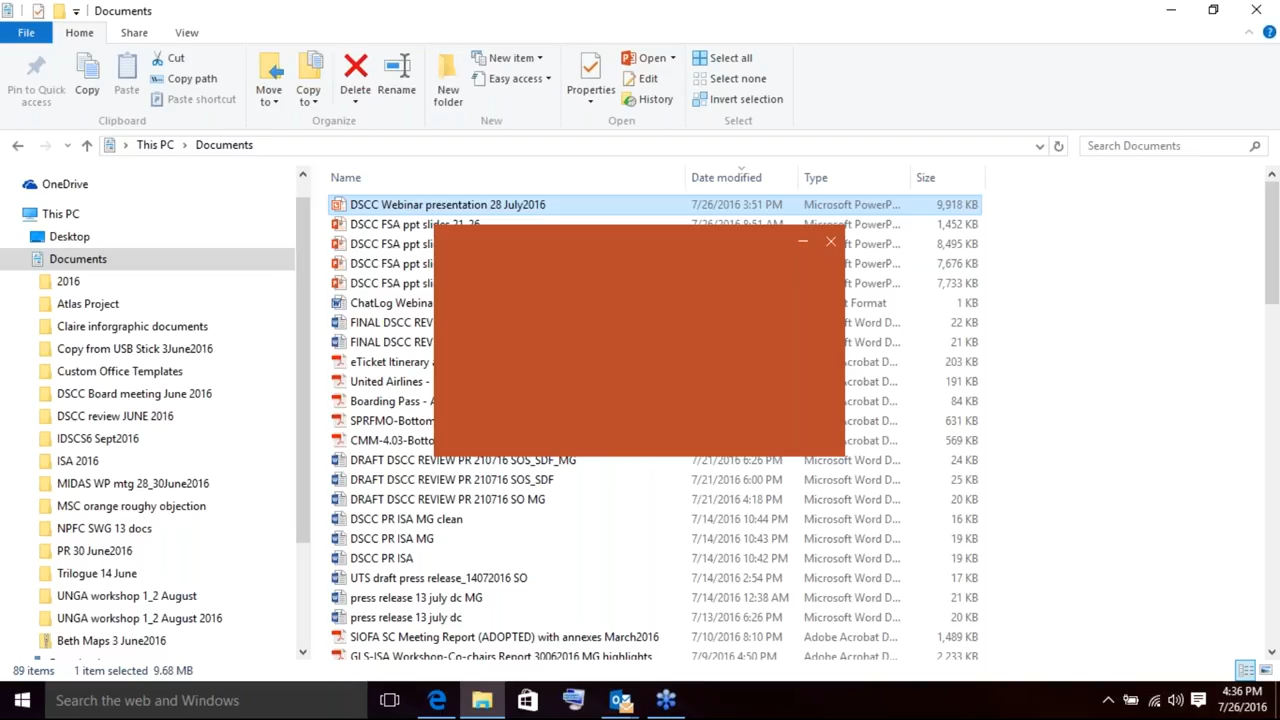 Documents
File Home Share View
Pin to Quick access
Copy
Paste
Cut
Copy path
Paste shortcut
Move to
Copy to
Delete
Rename
New folder
New item
Easy access
Properties
Open
Edit
History
Select all
Select none
Invert selection
Clipboard Organize New Open Select
This PC Documents
Search Documents
Name Date modified Type Size
OneDrive
This PC
Desktop
Documents
2016
Atlas Project
Claire inforgraphic documents
Copy from USB Stick 3June2016
Custom Office Templates
DSCC Board meeting June 2016
DSCC review JUNE 2016
IDSCS6 Sept2016
ISA 2016
MIDAS WP mtg 28_30June2016
MSC orange roughy objection
NPFC SWG 13 docs
PR 30 June2016
Trilogue 14 June
UNGA workshop 1_2 August
UNGA workshop 1_2 August 2016
Beth Maps 3 June2016
DSCC Webinar presentation 28 July2016 7/26/2016 3:51 PM Microsoft PowerP... 9,918 KB
DSCC FSA ppt slides 21-26 7/26/2016 8:51 AM Microsoft PowerP... 1,452 KB
DSCC FSA ppt sli ft PowerP... 8,495 KB
DSCC FSA ppt sli ft PowerP... 7,676 KB
DSCC FSA ppt sli ft PowerP... 7,733 KB
ChatLog Webina Format 1 KB
FINAL DSCC REV ft Word D... 22 KB
FINAL DSCC REV ft Word D... 21 KB
eTicket Itinerary Acrobat D... 203 KB
United Airlines - Acrobat D... 191 KB
Boarding Pass - Acrobat D... 84 KB
SPRFMO-Bottom Acrobat D... 631 KB
CMM-4.03-Botto Acrobat D... 569 KB
DRAFT DSCC REVIEW PR 210716 SOS_SDF_MG 7/21/2016 6:26 PM Microsoft Word D... 24 KB
DRAFT DSCC REVIEW PR 210716 SOS_SDF 7/21/2016 6:00 PM Microsoft Word D... 25 KB
DRAFT DSCC REVIEW PR 210716 SO MG 7/21/2016 4:18 PM Microsoft Word D... 20 KB
DSCC PR ISA MG clean 7/14/2016 10:44 PM Microsoft Word D... 16 KB
DSCC PR ISA MG 7/14/2016 10:43 PM Microsoft Word D... 19 KB
DSCC PR ISA 7/14/2016 10:42 PM Microsoft Word D... 19 KB
UTS draft press release_14072016 SO 7/14/2016 2:54 PM Microsoft Word D... 17 KB
press release 13 july dc MG 7/14/2016 12:38 AM Microsoft Word D... 21 KB
press release 13 july dc 7/13/2016 6:26 PM Microsoft Word D... 20 KB
SIOFA SC Meeting Report (ADOPTED) with annexes March2016 7/10/2016 8:10 PM Adobe Acrobat D... 1,489 KB
GLS-ISA Workshop-Co-chairs Report 30062016 MG highlights 7/9/2016 4:50 PM Adobe Acrobat D... 2,233 KB
89 items 1 item selected 9.68 MB
Search the web and Windows
4:36 PM
7/26/2016